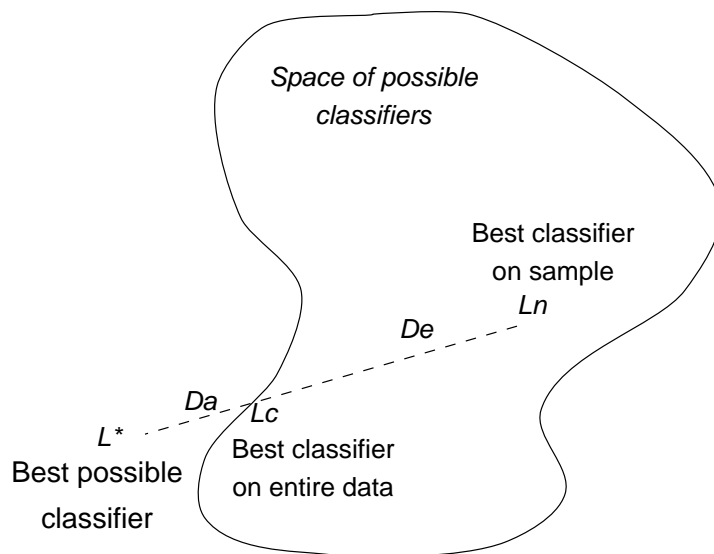 Space of possible
classifiers
Best classifier
on sample
Ln
De
Da
Lc
L*
Best classifier
on entire data
Best possible
classifier